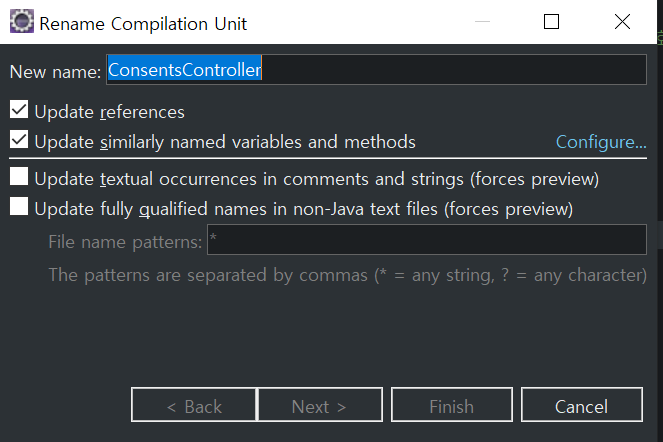 Rename Compilation Unit
New name: ConsentsController
Update references
Update similarly named variables and methods Configure...
Update textual occurrences in comments and strings (forces preview)
Update fully qualified names in non-Java text files (forces preview)
File name patterns: *
The patterns are separated by commas (* = any string, ? = any character)
< Back Next > Finish Cancel